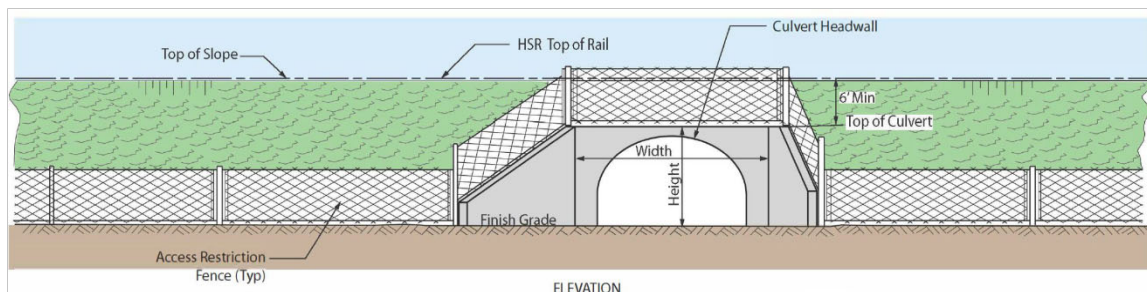 Culvert Headwall
HSR Top of Rail
Top of Slope
6' Min
Top of Culvert
Width
Height
Finish Grade
Access Restriction
Fence (Typ)
ELEVATION